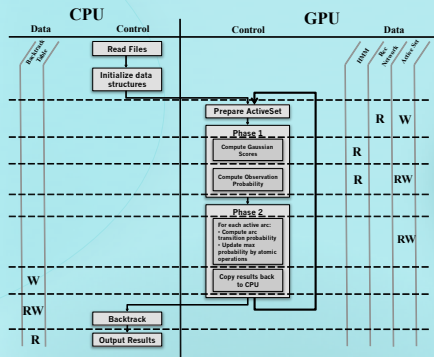 CPU
GPU
Data
Control
Control
Data
Backtrack
Table
Read Files
HMM
Rec
Network
Active Set
Initialize data
structures
Prepare ActiveSet
R
W
Phase 1
Compute Gaussian
Scores
R
Compute Observation
Probability
R
RW
Phase 2
For each active arc:
• Compute arc
transition probability
• Update max
probability by atomic
operations
RW
W
Copy results back
to CPU
RW
Backtrack
R
Output Results